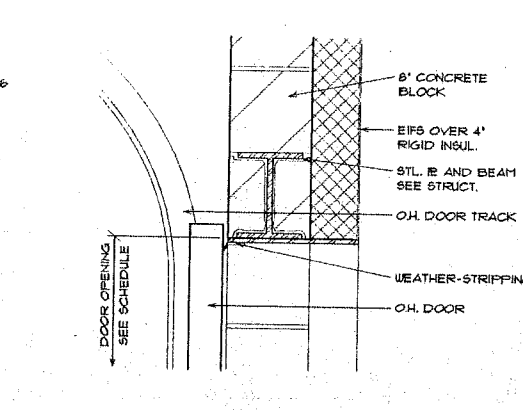 8" CONCRETE
BLOCK
EIFS OVER 4"
RIGID INSUL.
STL. PL AND BEAM
SEE STRUCT.
O.H. DOOR TRACK
WEATHER-STRIPPIN
O.H. DOOR
DOOR OPENING
SEE SCHEDULE